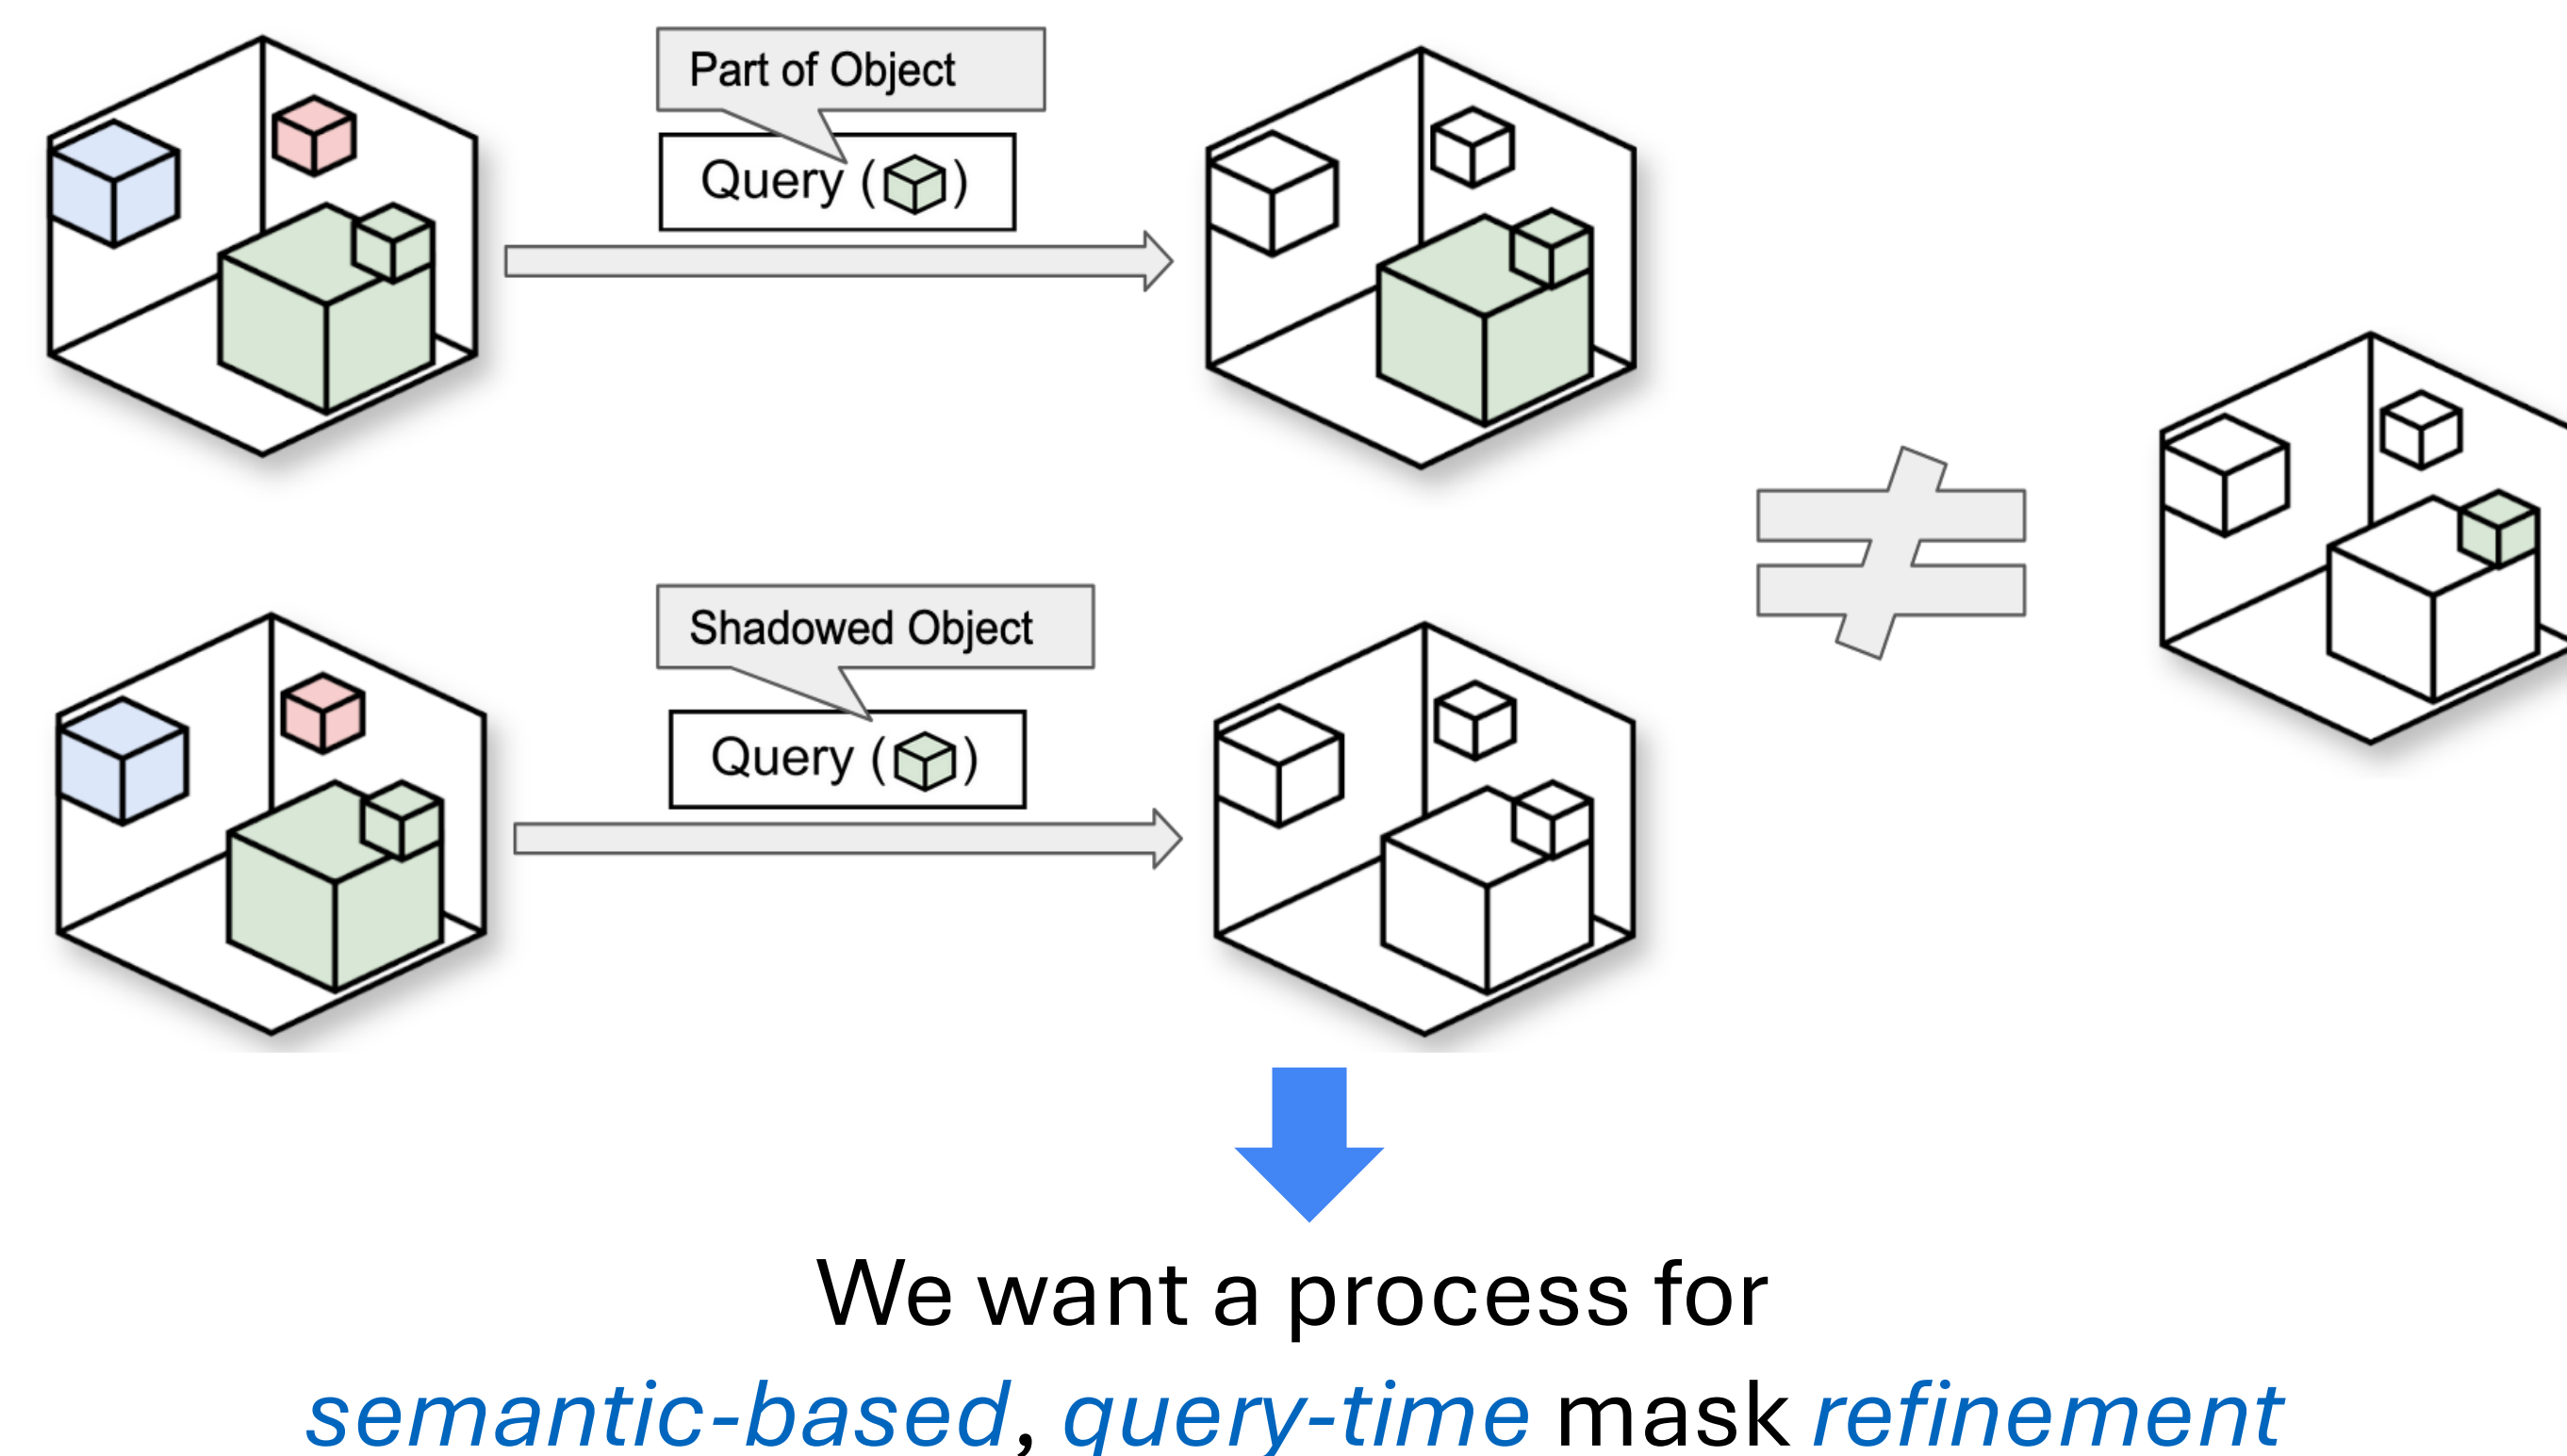 Part of Object
Query ( )
Shadowed Object
Query ( )
We want a process for
semantic-based, query-time mask refinement